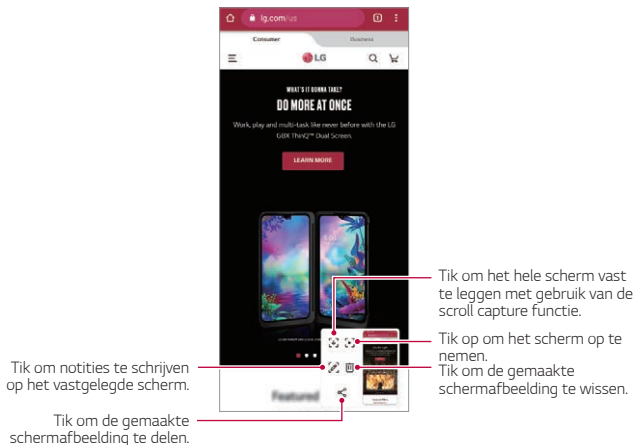 lg.com/us
Consumer
Business
LG
WHAT'S IT GONNA TAKE?
DO MORE AT ONCE
Work, play and multi-task like never before with the LG
G8X ThinQ™ Dual Screen.
LEARN MORE
Featured
Tik om het hele scherm vast
te leggen met gebruik van de
scroll capture functie.
Tik op om het scherm op te
nemen.
Tik om de gemaakte
schermafbeelding te wissen.
Tik om notities te schrijven
op het vastgelegde scherm.
Tik om de gemaakte
schermafbeelding te delen.